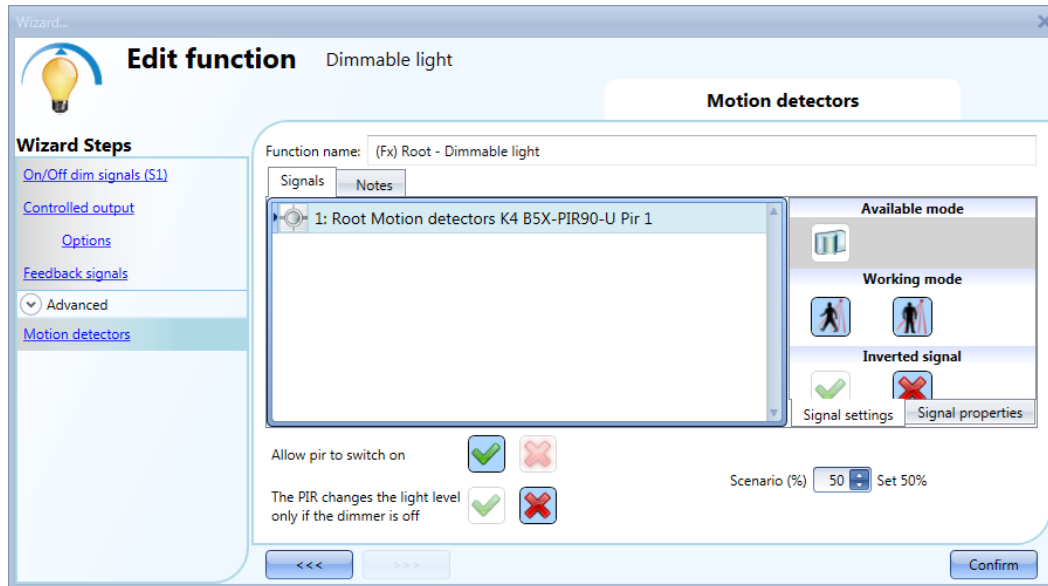 Wizard...
Edit function Dimmable light
Motion detectors
Wizard Steps
On/Off dim signals (S1)
Controlled output
Options
Feedback signals
Advanced
Motion detectors
Function name: (Fx) Root - Dimmable light
Signals Notes
1: Root Motion detectors K4 B5X-PIR90-U Pir 1
Available mode
Working mode
Inverted signal
Signal settings Signal properties
Allow pir to switch on
The PIR changes the light level
only if the dimmer is off
Scenario (%) 50 Set 50%
<<< >>> Confirm